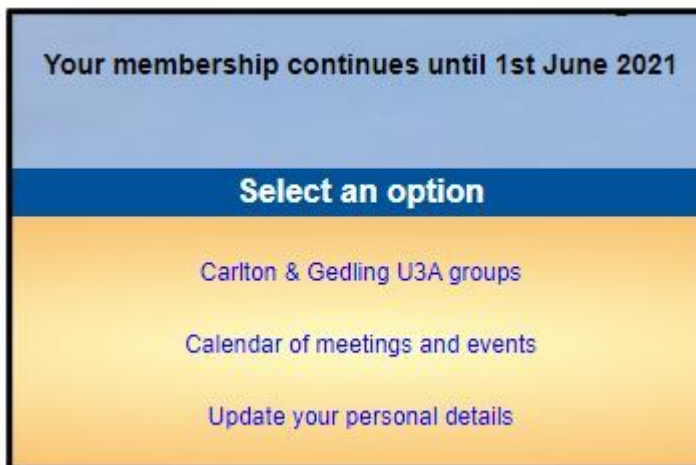 Your membership continues until 1st June 2021
Select an option
Carlton & Gedling U3A groups
Calendar of meetings and events
Update your personal details